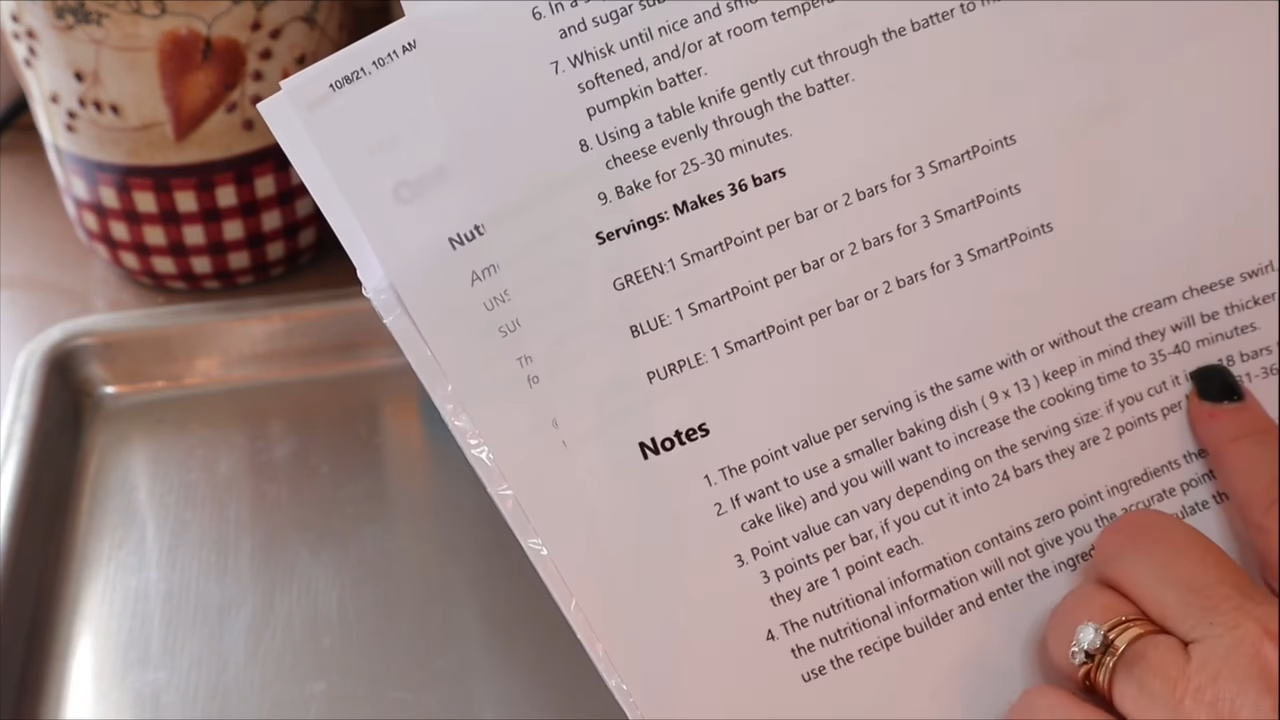 10/8/21, 10:11 AM
6. In a
and sugar
7. Whisk until nice and
softened, and/or at room
pumpkin batter.
8. Using a table knife gently cut through the batter to
cheese evenly through the batter.
9. Bake for 25-30 minutes.
Servings: Makes 36 bars
GREEN:1 SmartPoint per bar or 2 bars for 3 SmartPoints
BLUE: 1 SmartPoint per bar or 2 bars for 3 SmartPoints
PURPLE: 1 SmartPoint per bar or 2 bars for 3 SmartPoints
Notes
1. The point value per serving is the same with or without the cream cheese swirl
2. If want to use a smaller baking dish ( 9 x 13 ) keep in mind they will be thicker
cake like) and you will want to increase the cooking time to 35-40 minutes.
3. Point value can vary depending on the serving size: if you cut it 18 bars
3 points per bar, if you cut it into 24 bars they are 2 points per
they are 1 point each.
4. The nutritional information contains zero point ingredients
the nutritional information will not give you the accurate point
use the recipe builder and enter the